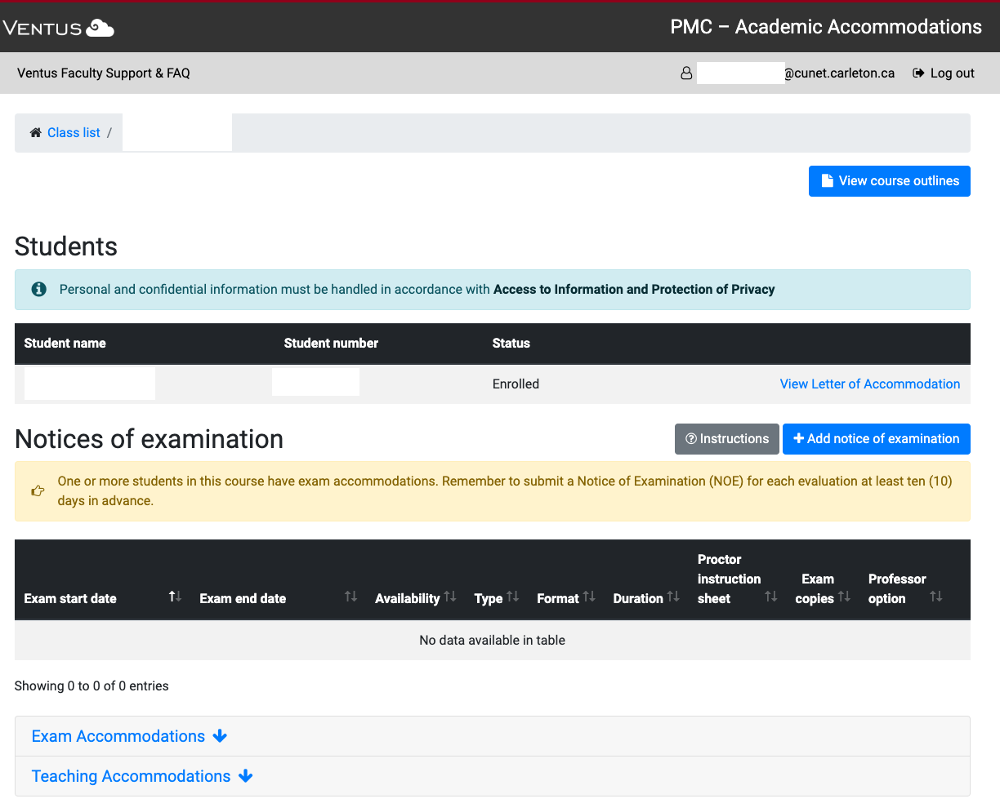 VENTUS
PMC – Academic Accommodations
Ventus Faculty Support & FAQ
@cunet.carleton.ca
Log out
Class list /
View course outlines
Students
Personal and confidential information must be handled in accordance with Access to Information and Protection of Privacy
Student name Student number Status
Enrolled View Letter of Accommodation
Notices of examination
Instructions
Add notice of examination
One or more students in this course have exam accommodations. Remember to submit a Notice of Examination (NOE) for each evaluation at least ten (10)
days in advance.
Exam start date
Exam end date
Availability
Type
Format
Duration
Proctor
instruction
sheet
Exam
copies
Professor
option
No data available in table
Showing 0 to 0 of 0 entries
Exam Accommodations
Teaching Accommodations